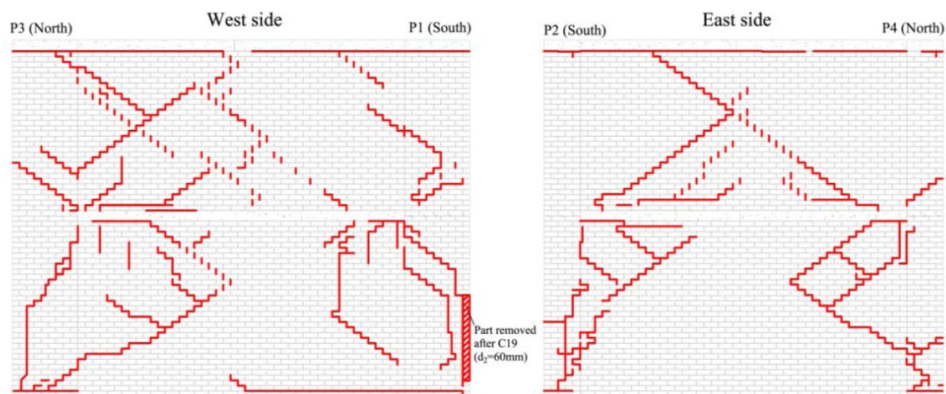 West side
East side
P3 (North)
P1 (South)
P2 (South)
P4 (North)
Part removed
after C19
(d₂=60mm)